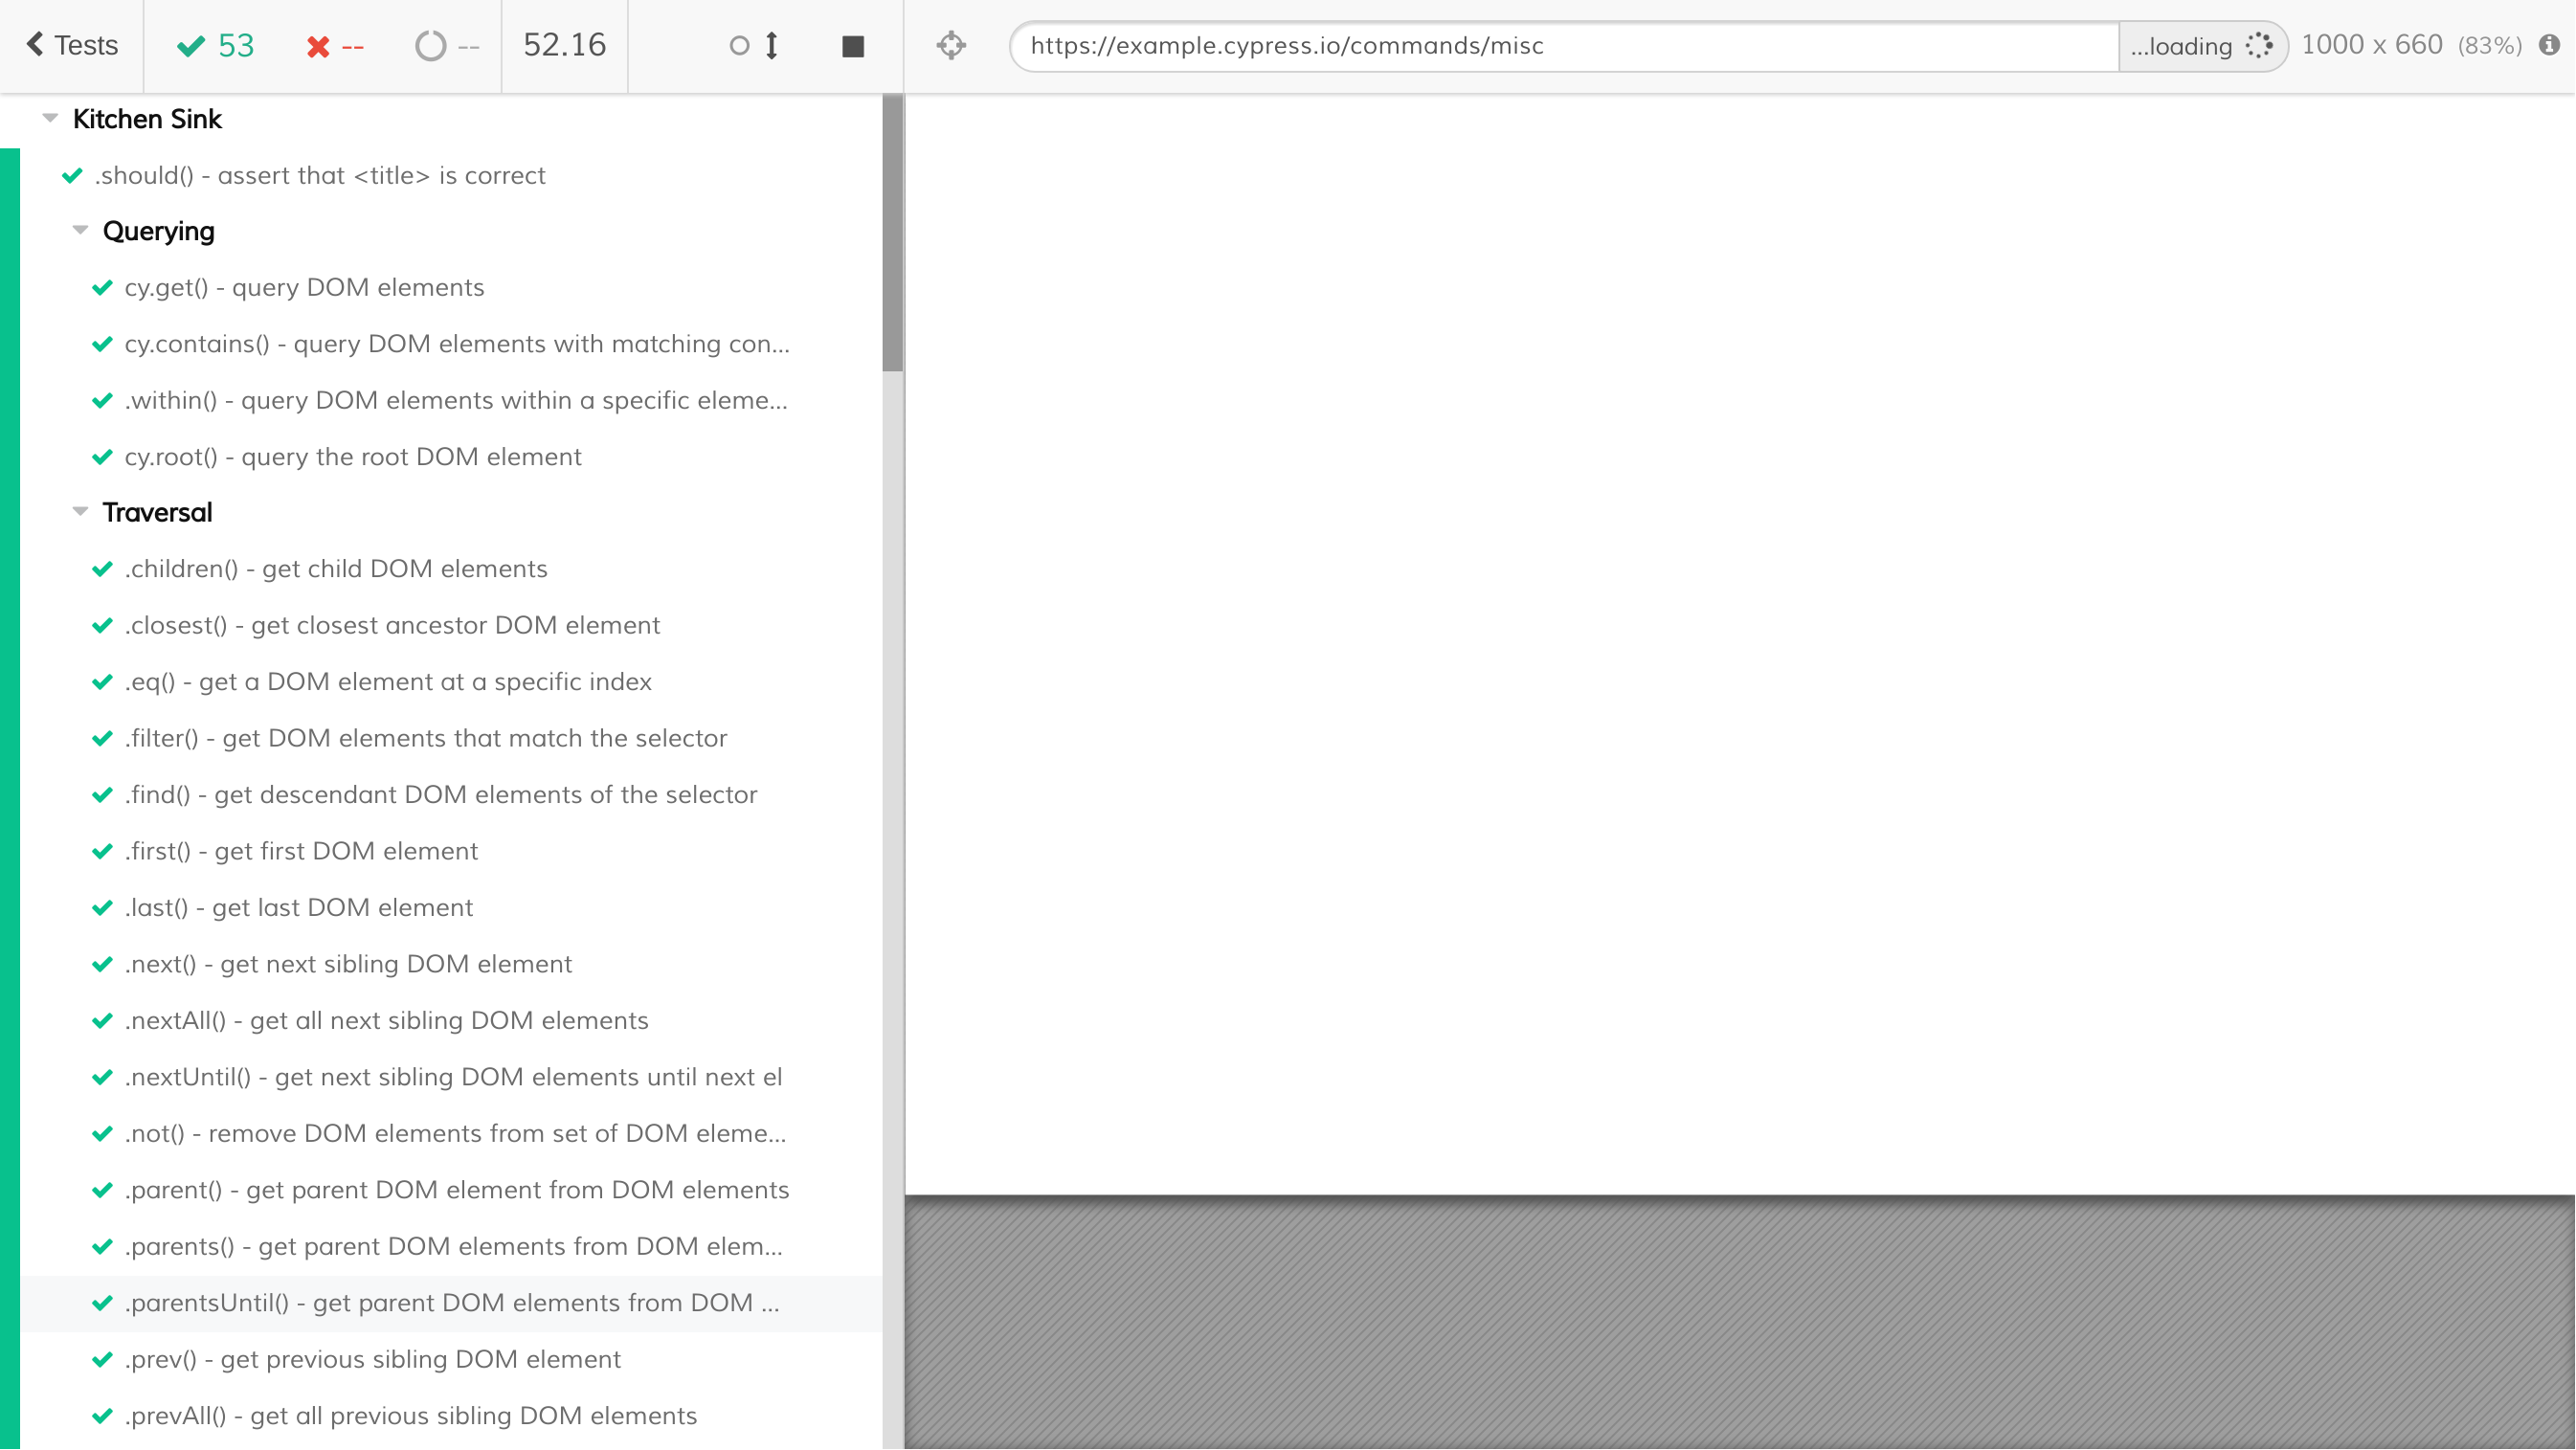 Tests 53 -- -- 52.16 https://example.cypress.io/commands/misc ...loading 1000 x 660 (83%)
Kitchen Sink
.should() - assert that <title> is correct
Querying
cy.get() - query DOM elements
cy.contains() - query DOM elements with matching con...
.within() - query DOM elements within a specific eleme...
cy.root() - query the root DOM element
Traversal
.children() - get child DOM elements
.closest() - get closest ancestor DOM element
.eq() - get a DOM element at a specific index
.filter() - get DOM elements that match the selector
.find() - get descendant DOM elements of the selector
.first() - get first DOM element
.last() - get last DOM element
.next() - get next sibling DOM element
.nextAll() - get all next sibling DOM elements
.nextUntil() - get next sibling DOM elements until next el
.not() - remove DOM elements from set of DOM eleme...
.parent() - get parent DOM element from DOM elements
.parents() - get parent DOM elements from DOM elem...
.parentsUntil() - get parent DOM elements from DOM ...
.prev() - get previous sibling DOM element
.prevAll() - get all previous sibling DOM elements